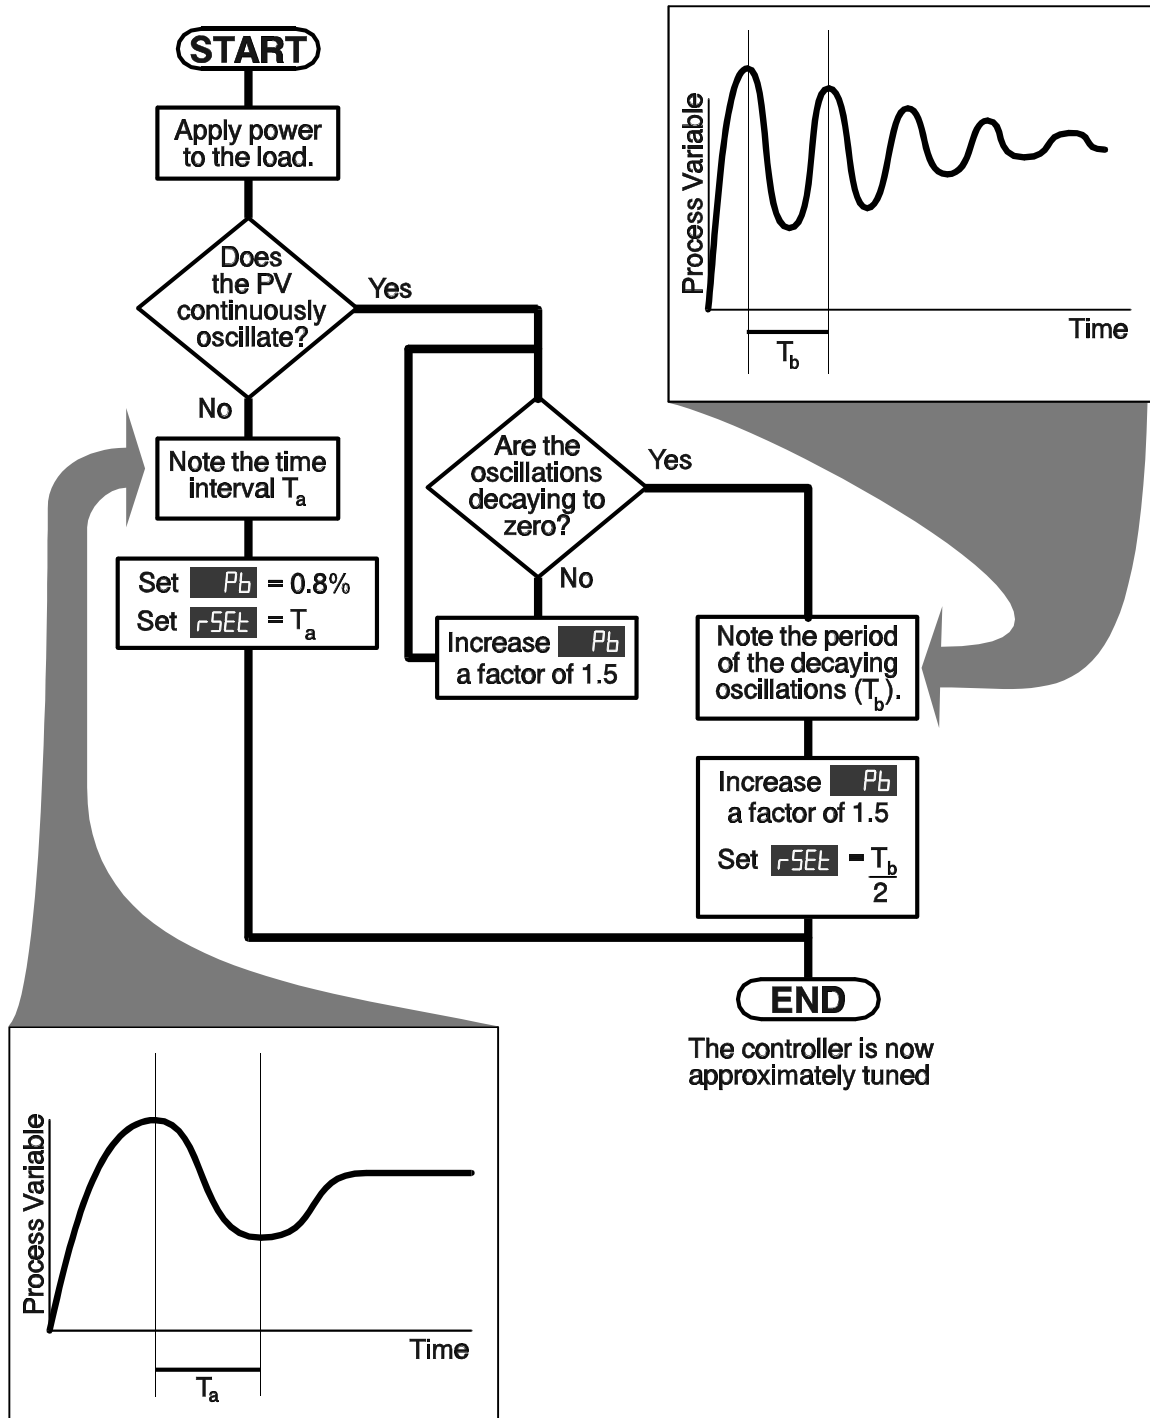 START
Apply power
to the load.
Does
the PV
continuously
oscillate?
Yes
No
Note the time
interval Ta
Set Pb = 0.8%
Set rSEt = Ta
Are the
oscillations
decaying to
zero?
Yes
No
Increase Pb
a factor of 1.5
Process Variable
Time
Tb
Note the period
of the decaying
oscillations (Tb).
Increase Pb
a factor of 1.5
Set rSEt = Tb
2
END
The controller is now
approximately tuned
Process Variable
Time
Ta